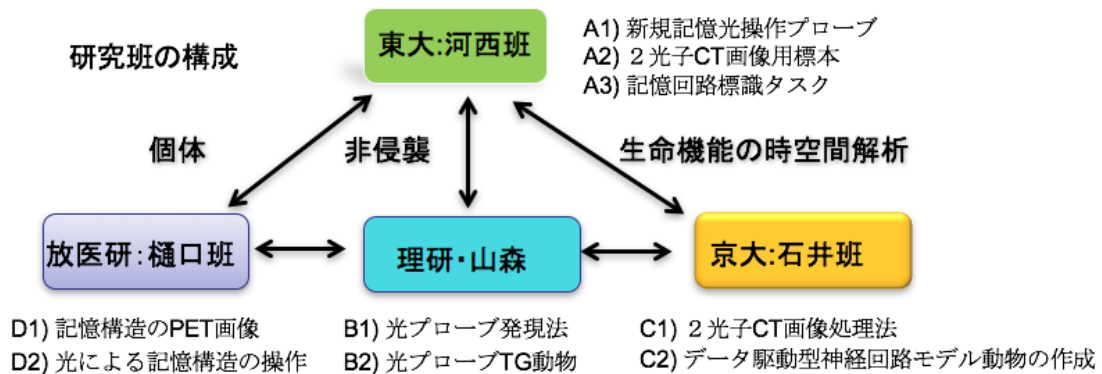 研究班の構成
東大:河西班
A1) 新規記憶光操作プローブ
A2) 2光子CT画像用標本
A3) 記憶回路標識タスク
個体
非侵襲
生命機能の時空間解析
放医研:樋口班
理研・山森
京大:石井班
D1) 記憶構造のPET画像
D2) 光による記憶構造の操作
B1) 光プローブ発現法
B2) 光プローブTG動物
C1) 2光子CT画像処理法
C2) データ駆動型神経回路モデル動物の作成